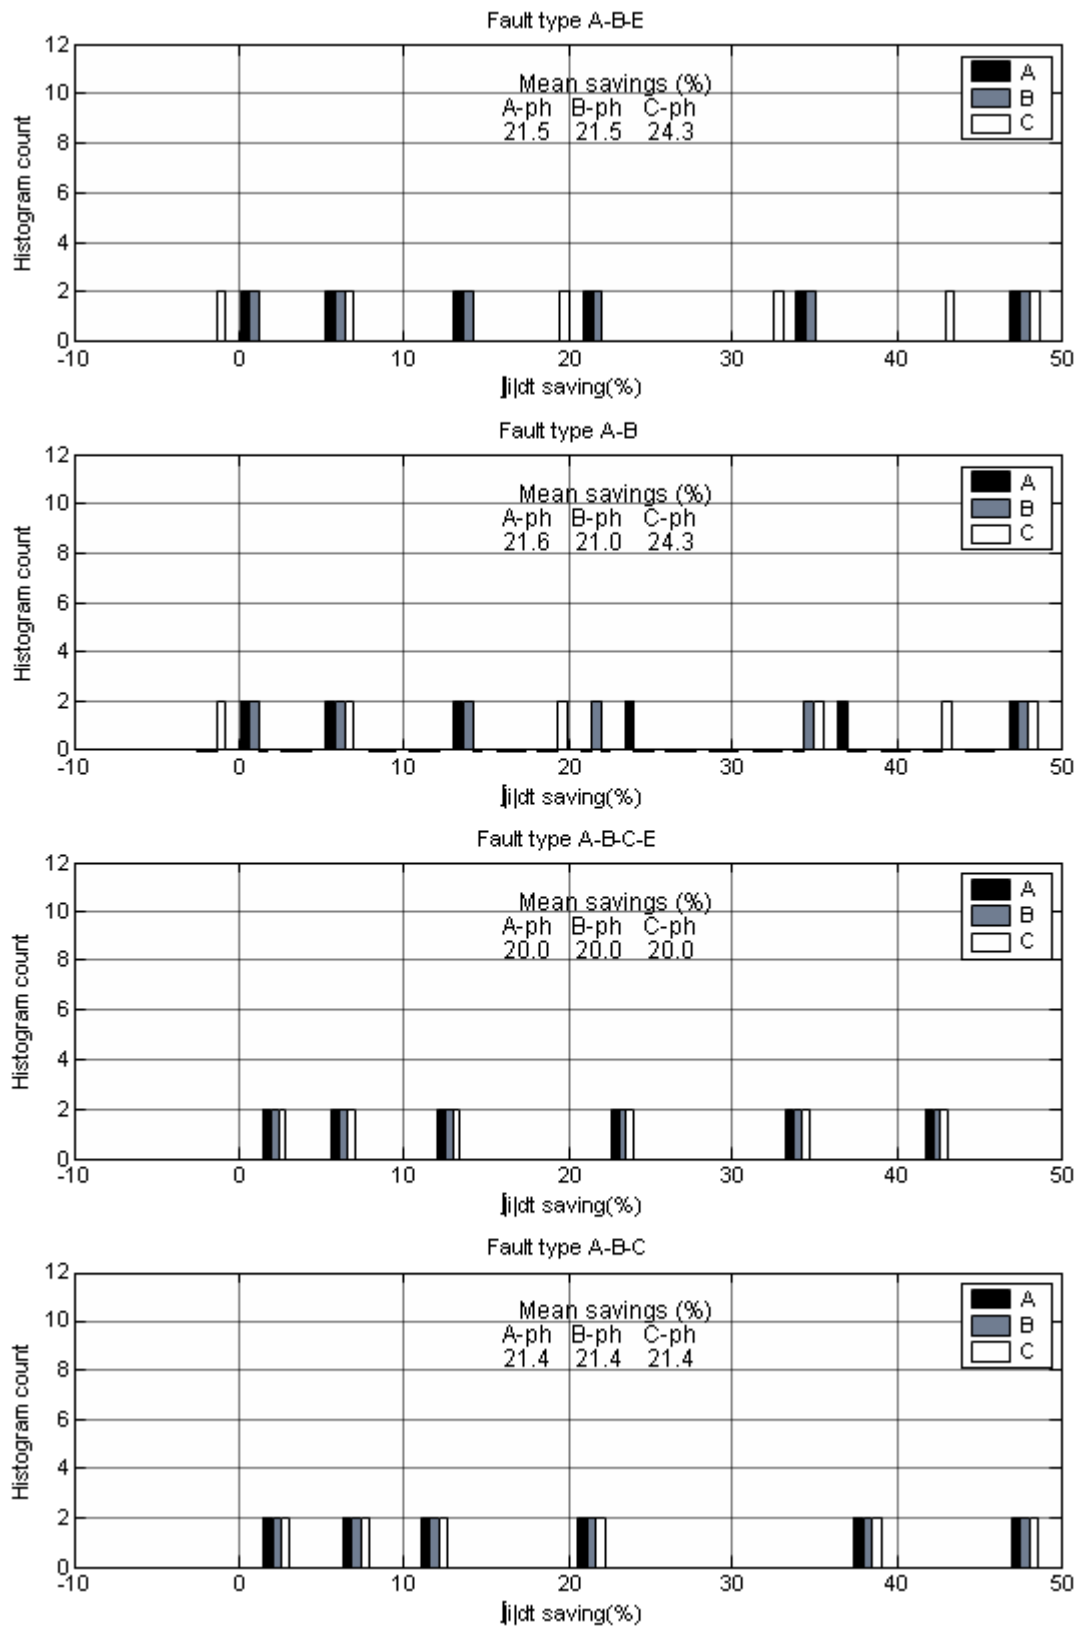 Fault type A-B-E
12
10
8
6
4
2
0
Histogram count
Mean savings (%)
A-ph B-ph C-ph
21.5 21.5 24.3
A
B
C
-10 0 10 20 30 40 50
∫|i|dt saving(%)
Fault type A-B
12
10
8
6
4
2
0
Histogram count
Mean savings (%)
A-ph B-ph C-ph
21.6 21.0 24.3
A
B
C
-10 0 10 20 30 40 50
∫|i|dt saving(%)
Fault type A-B-C-E
12
10
8
6
4
2
0
Histogram count
Mean savings (%)
A-ph B-ph C-ph
20.0 20.0 20.0
A
B
C
-10 0 10 20 30 40 50
∫|i|dt saving(%)
Fault type A-B-C
12
10
8
6
4
2
0
Histogram count
Mean savings (%)
A-ph B-ph C-ph
21.4 21.4 21.4
A
B
C
-10 0 10 20 30 40 50
∫|i|dt saving(%)